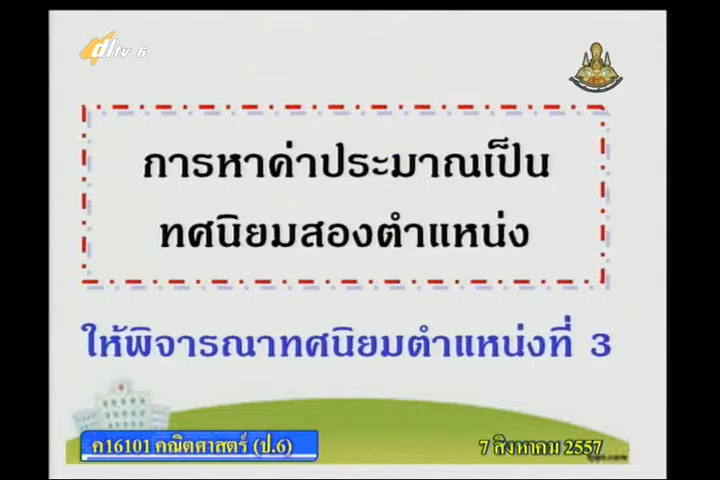 dltv 6
การหาค่าประมาณเป็น
ทศนิยมสองตำแหน่ง
ให้พิจารณาทศนิยมตำแหน่งที่ 3
ค16101 คณิตศาสตร์ (ป.6)
7 สิงหาคม 2557